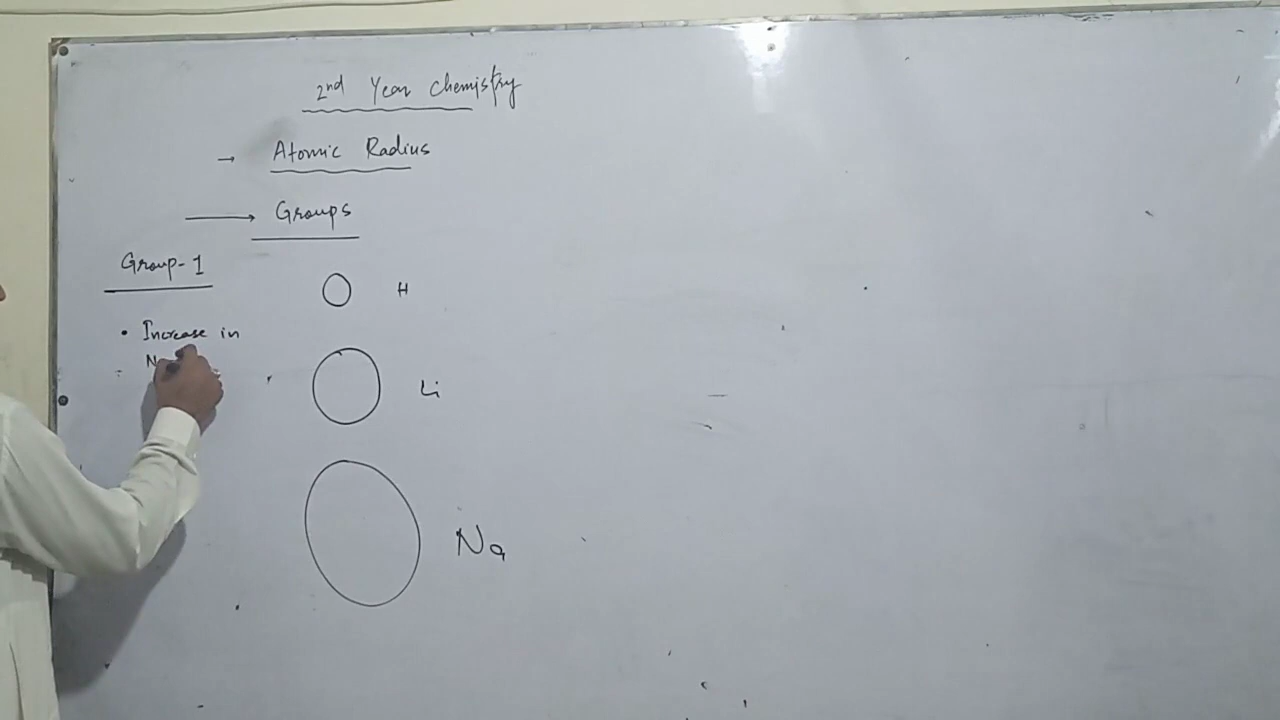 2nd Year Chemistry
→ Atomic Radius
→ Groups
Group-1
H
• Increase in
Li
Na